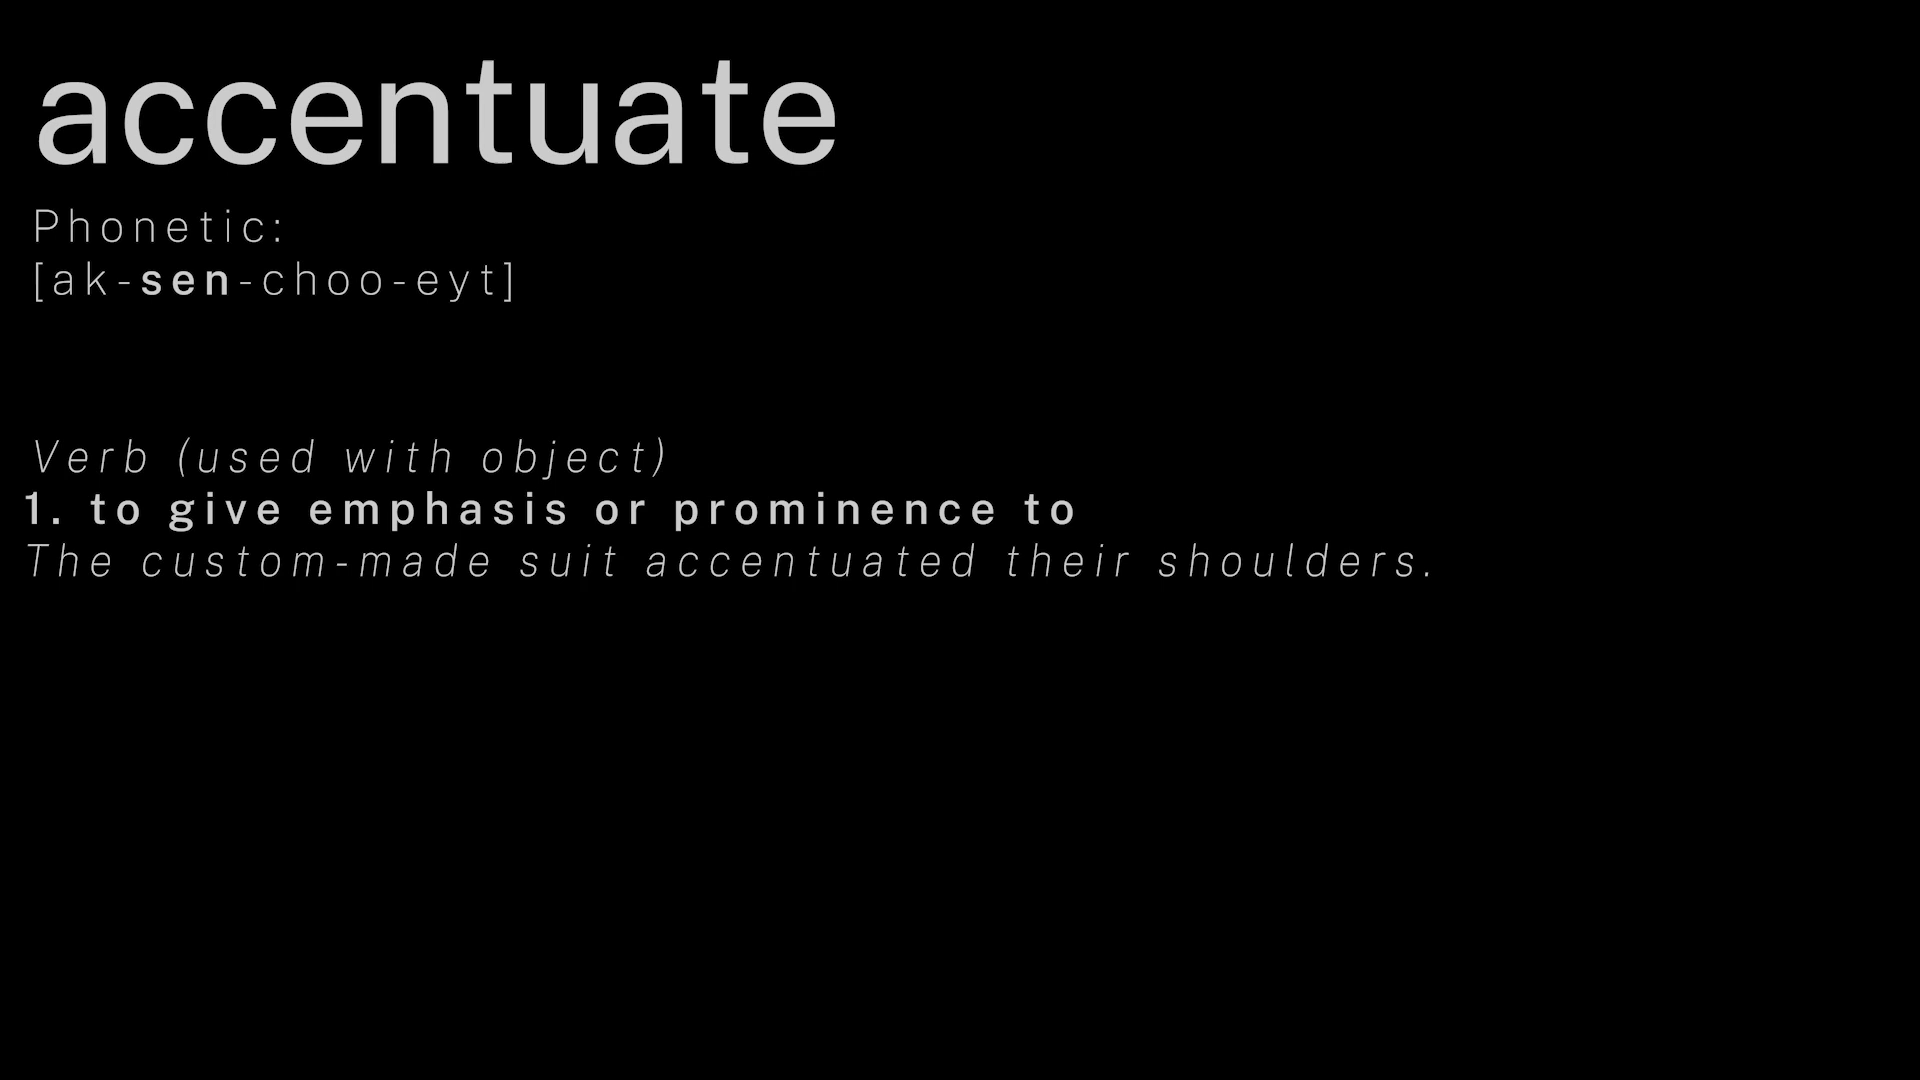 accentuate
Phonetic:
[ak-sen-choo-eyt]
Verb (used with object)
1. to give emphasis or prominence to
The custom-made suit accentuated their shoulders.